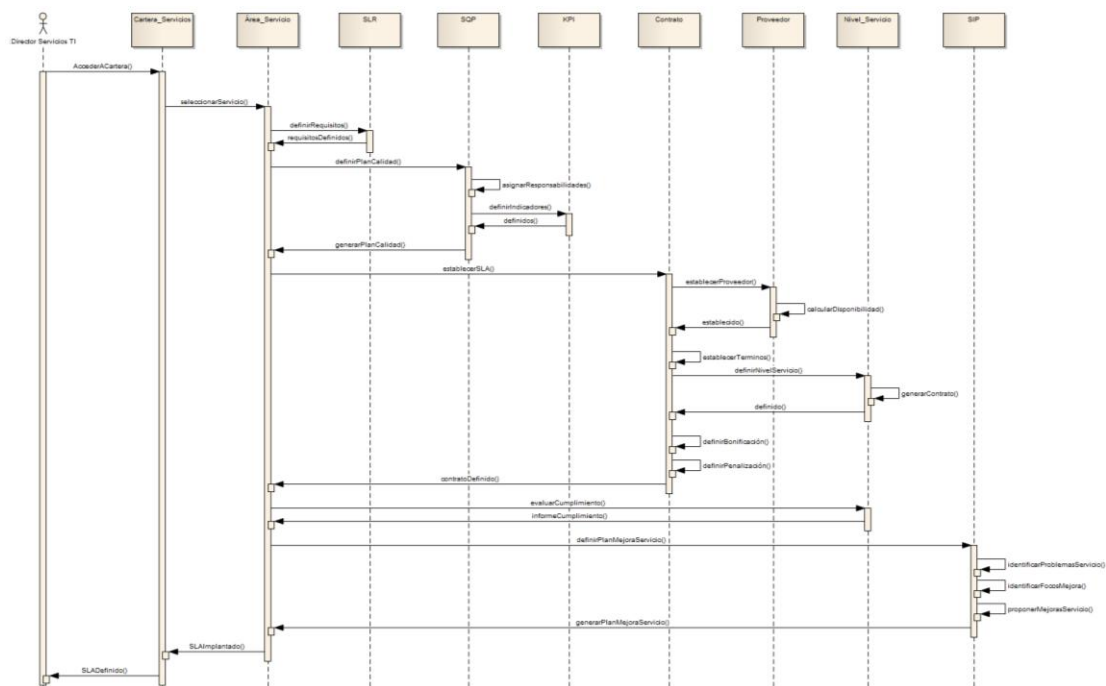 Director Servicios TI
Cartera_Servicios
Área_Servicio
SLR
SQP
KPI
Contrato
Proveedor
Nivel_Servicio
SIP
AccederACartera()
seleccionarServicio()
definirRequisitos()
requisitosDefinidos()
definirPlanCalidad()
asignarResponsabilidades()
definirIndicadores()
definidos()
generarPlanCalidad()
establecerSLA()
establecerProveedor()
calcularDisponibilidad()
establecido()
establecerTerminos()
definirNivelServicio()
generarContrato()
definido()
definirBonificación()
definirPenalización()
contratoDefinido()
evaluarCumplimiento()
informeCumplimiento()
definirPlanMejoraServicio()
identificarProblemasServicio()
identificarFocosMejora()
proponerMejorasServicio()
generarPlanMejoraServicio()
SLAImplantado()
SLADefinido()